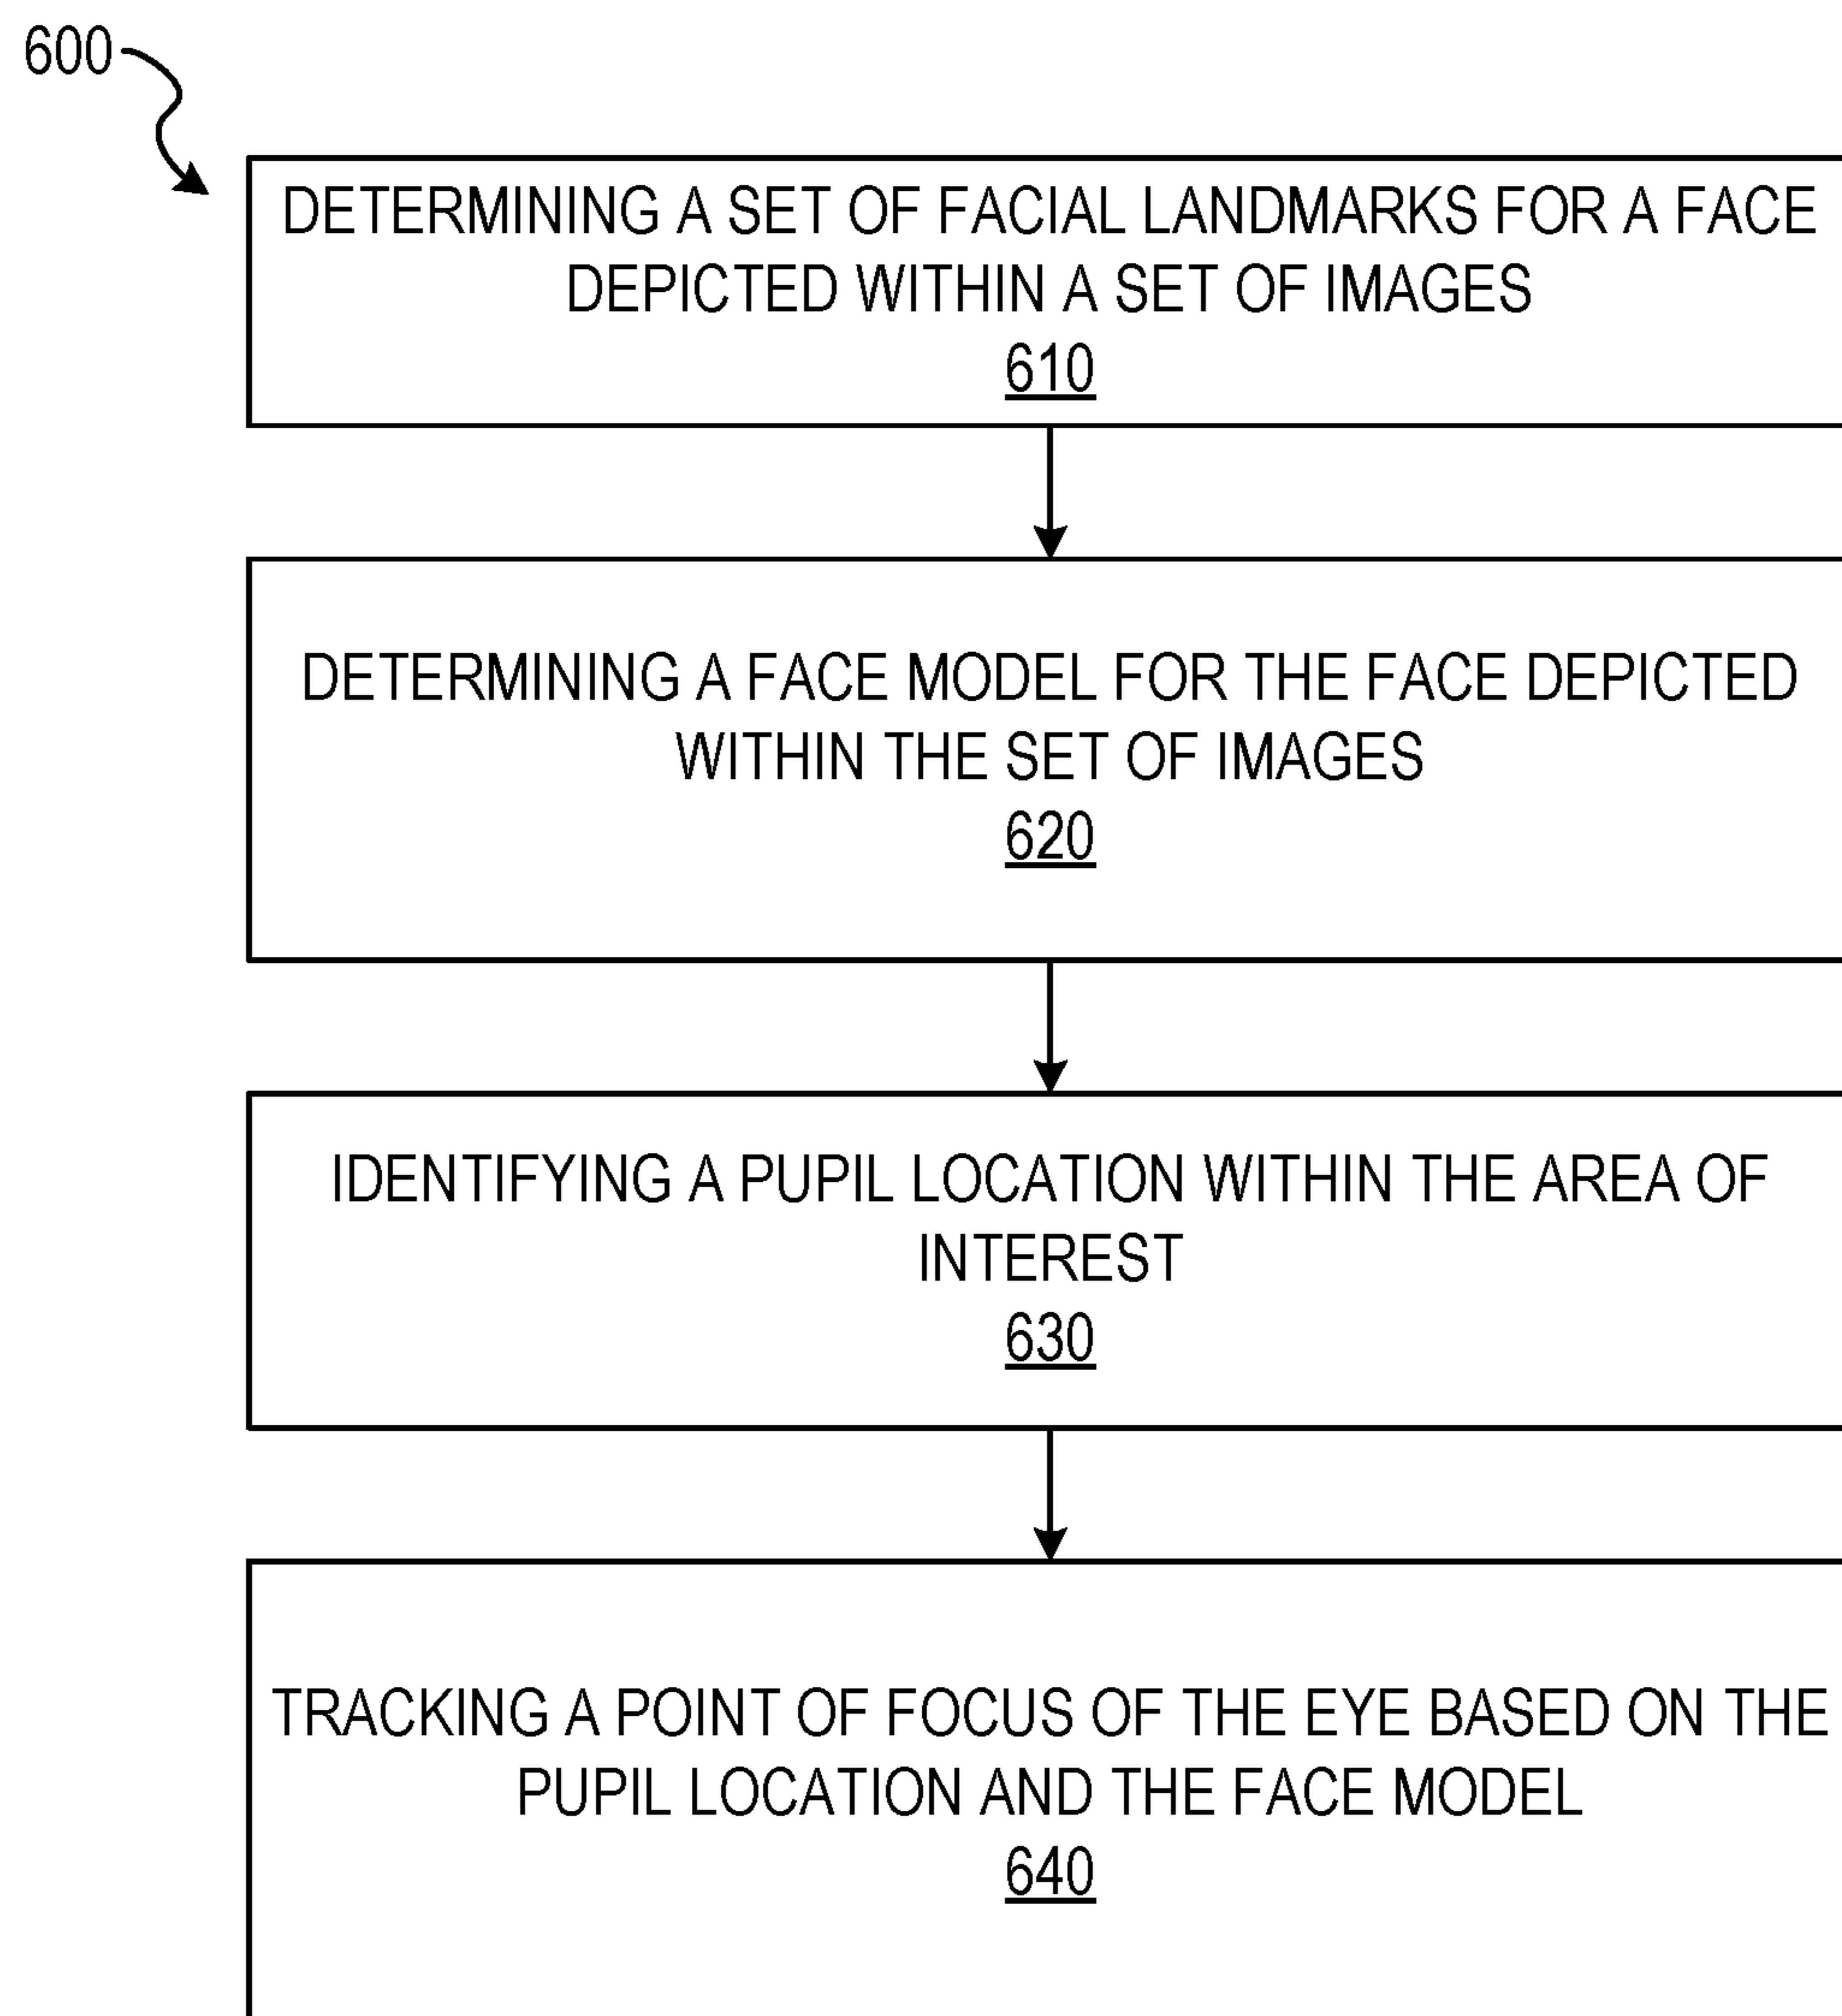 600
DETERMINING A SET OF FACIAL LANDMARKS FOR A FACE
DEPICTED WITHIN A SET OF IMAGES
610
DETERMINING A FACE MODEL FOR THE FACE DEPICTED
WITHIN THE SET OF IMAGES
620
IDENTIFYING A PUPIL LOCATION WITHIN THE AREA OF
INTEREST
630
TRACKING A POINT OF FOCUS OF THE EYE BASED ON THE
PUPIL LOCATION AND THE FACE MODEL
640